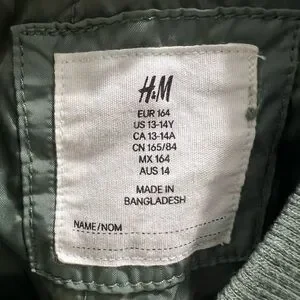 H&M
EUR 164
US 13-14Y
CA 13-14A
CN 165/84
MX 164
AUS 14
MADE IN
BANGLADESH
NAME/NOM